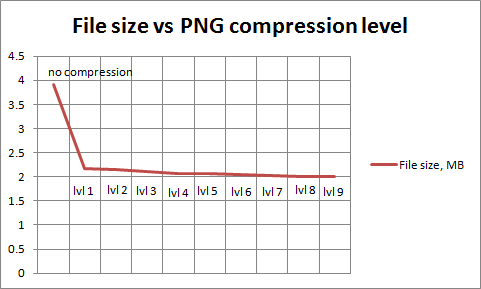 File size vs PNG compression level
4.5
4
3.5
3
2.5
2
1.5
1
0.5
0
no compression
lvl 1
lvl 2
lvl 3
lvl 4
lvl 5
lvl 6
lvl 7
lvl 8
lvl 9
File size, MB